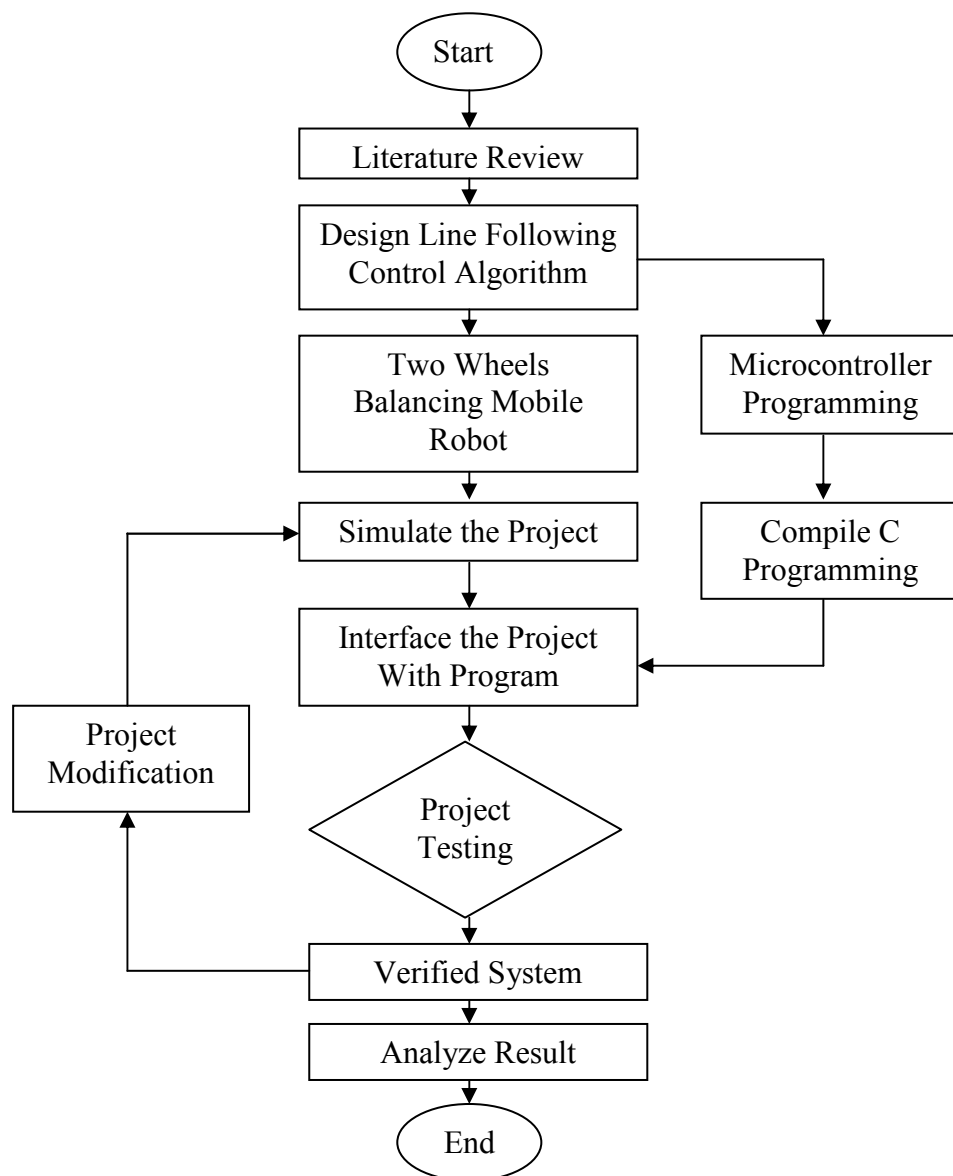 Start
Literature Review
Design Line Following
Control Algorithm
Two Wheels
Balancing Mobile
Robot
Microcontroller
Programming
Simulate the Project
Compile C
Programming
Interface the Project
With Program
Project
Modification
Project
Testing
Verified System
Analyze Result
End